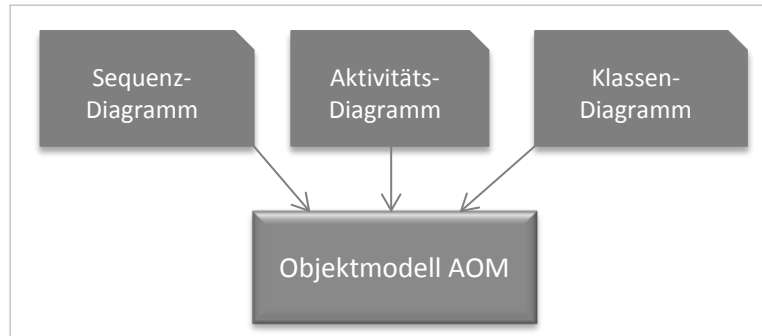 Sequenz-
Diagramm
Aktivitäts-
Diagramm
Klassen-
Diagramm
Objektmodell AOM